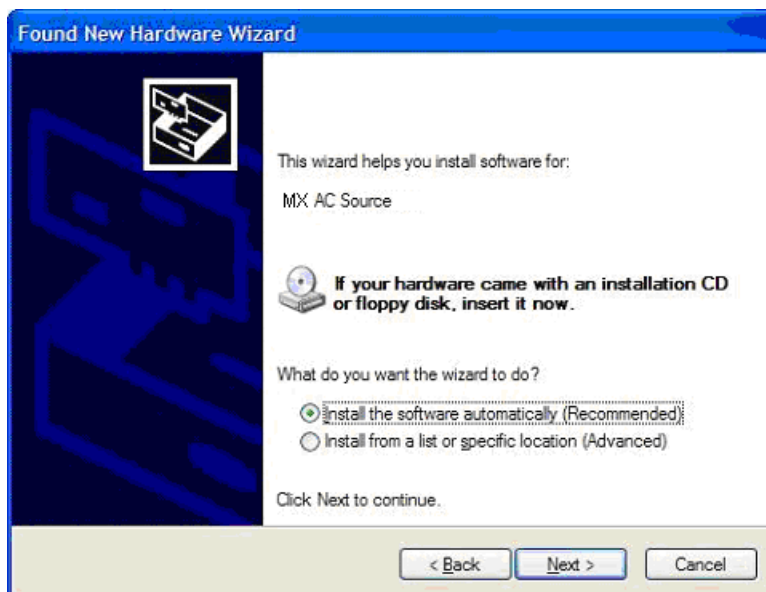 Found New Hardware Wizard
This wizard helps you install software for:
MX AC Source
If your hardware came with an installation CD
or floppy disk, insert it now.
What do you want the wizard to do?
Install the software automatically (Recommended)
Install from a list or specific location (Advanced)
Click Next to continue.
< Back
Next >
Cancel